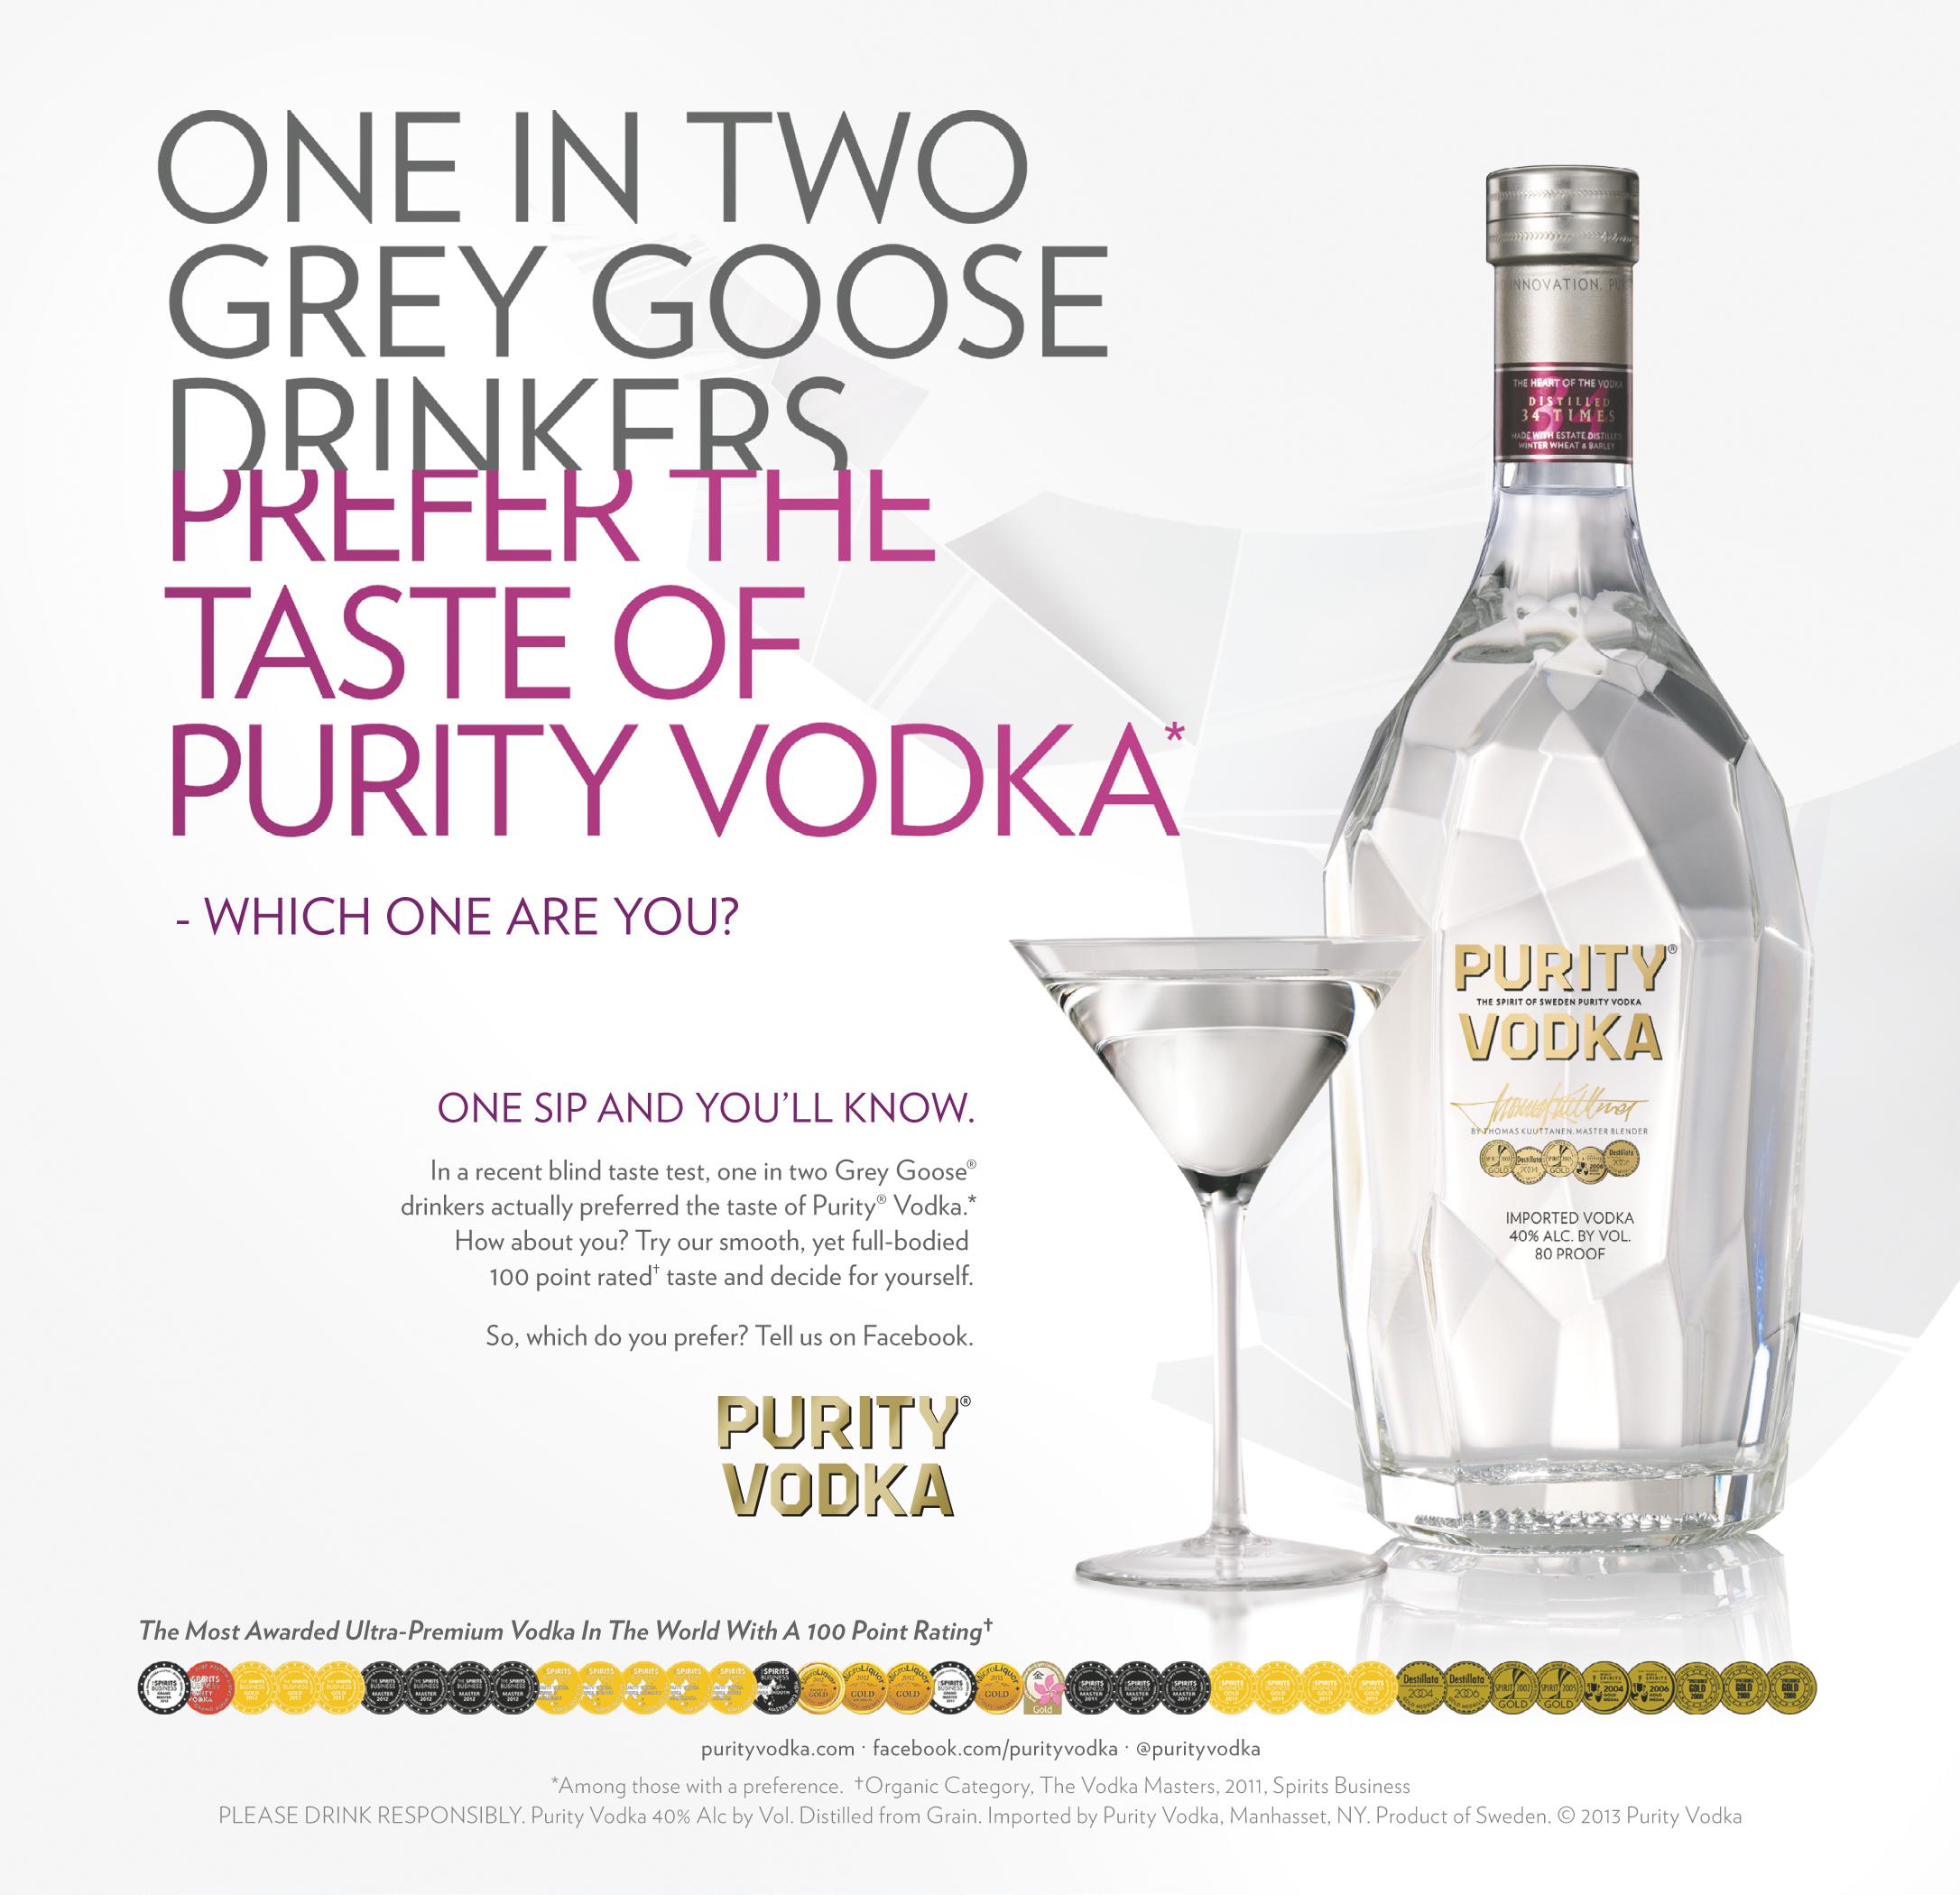 ONE IN TWO
GREY GOOSE
DRINKERS
PREFER THE
TASTE OF
PURITY VODKA*
- WHICH ONE ARE YOU?
ONE SIP AND YOU'LL KNOW.
In a recent blind taste test, one in two Grey Goose®
drinkers actually preferred the taste of Purity® Vodka.*
How about you? Try our smooth, yet full-bodied
100 point rated† taste and decide for yourself.
So, which do you prefer? Tell us on Facebook.
PURITY®
VODKA
INNOVATION.
THE HEART OF THE VODKA
34
DISTILLED
34 TIMES
MADE WITH ESTATE DISTILLED
WINTER WHEAT & BARLEY
PURITY®
THE SPIRIT OF SWEDEN PURITY VODKA
VODKA
BY THOMAS KUUTTANEN, MASTER BLENDER
IMPORTED VODKA
40% ALC. BY VOL.
80 PROOF
The Most Awarded Ultra-Premium Vodka In The World With A 100 Point Rating†
purityvodka.com · facebook.com/purityvodka · @purityvodka
*Among those with a preference. †Organic Category, The Vodka Masters, 2011, Spirits Business
PLEASE DRINK RESPONSIBLY. Purity Vodka 40% Alc by Vol. Distilled from Grain. Imported by Purity Vodka, Manhasset, NY. Product of Sweden. © 2013 Purity Vodka